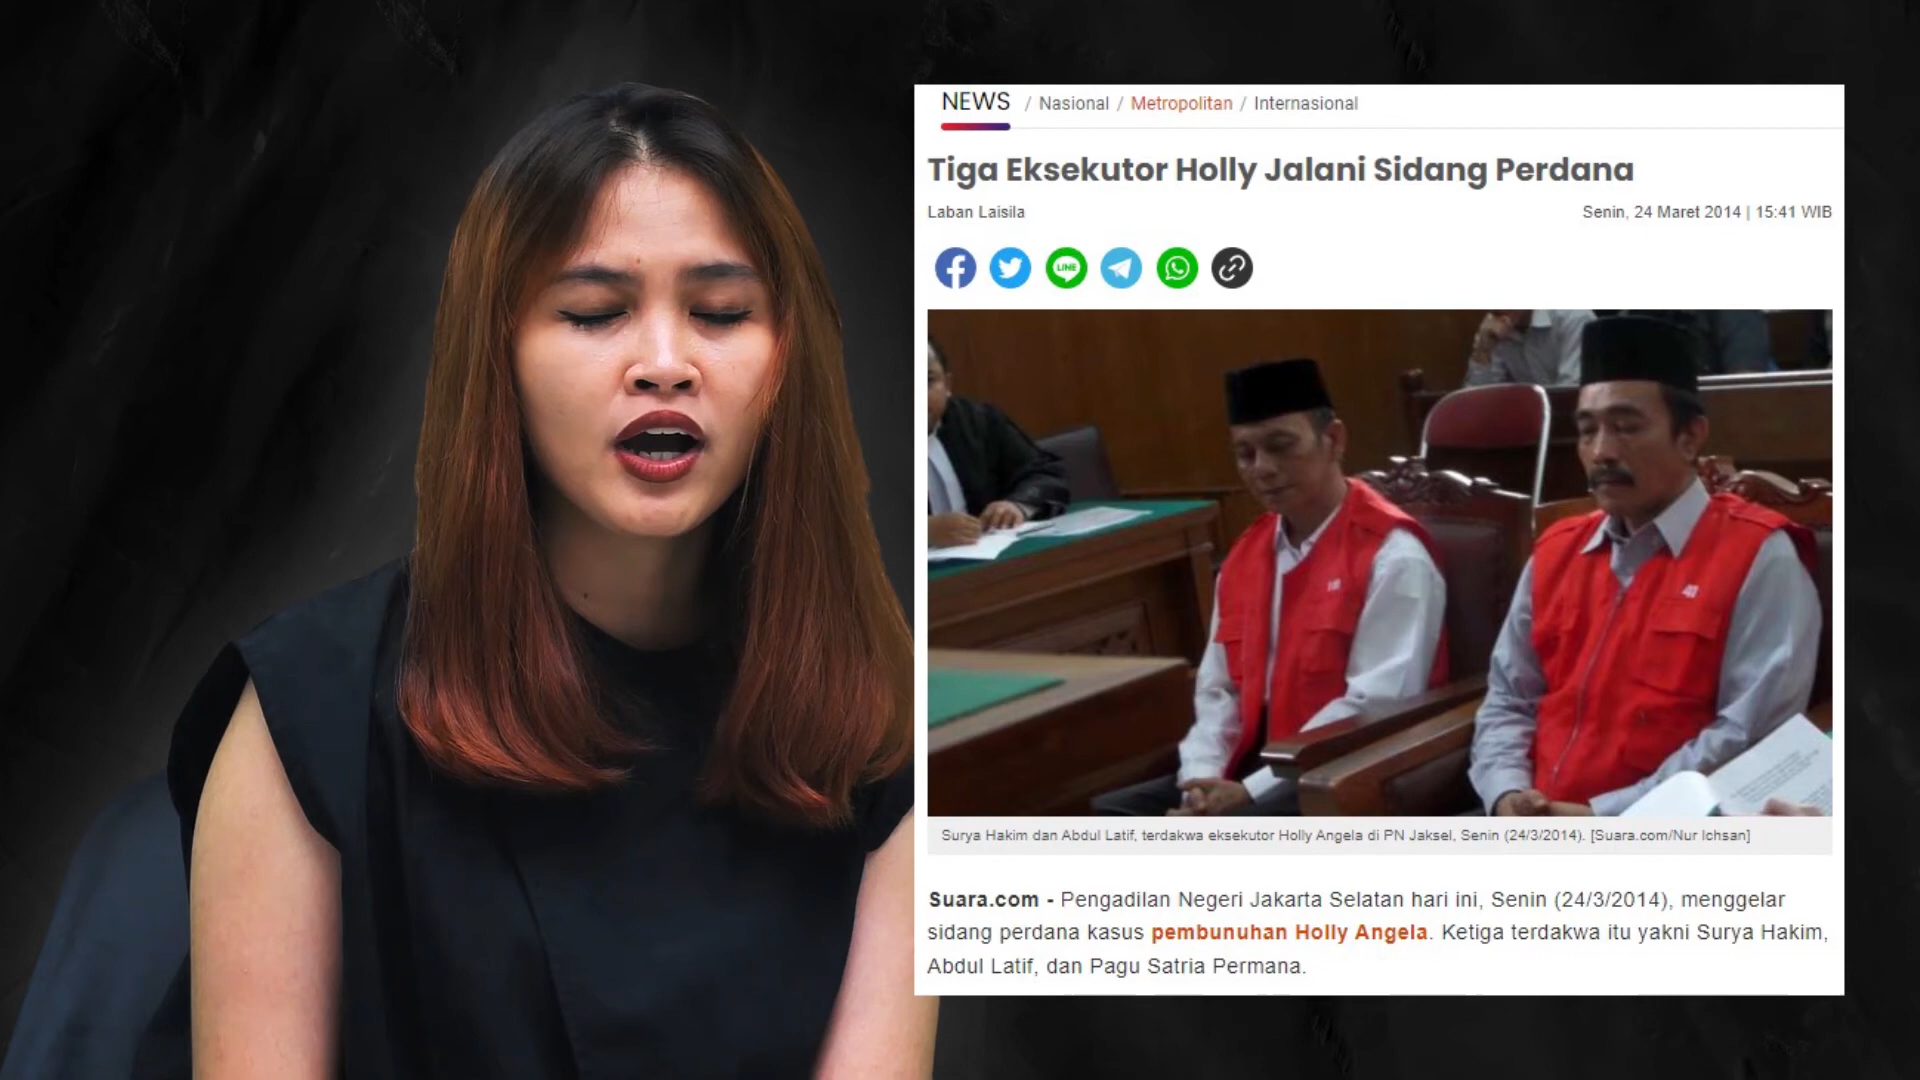 NEWS / Nasional / Metropolitan / Internasional
Tiga Eksekutor Holly Jalani Sidang Perdana
Laban Laisila
Senin, 24 Maret 2014 | 15:41 WIB
LINE
Surya Hakim dan Abdul Latif, terdakwa eksekutor Holly Angela di PN Jaksel, Senin (24/3/2014). [Suara.com/Nur Ichsan]
Suara.com - Pengadilan Negeri Jakarta Selatan hari ini, Senin (24/3/2014), menggelar
sidang perdana kasus pembunuhan Holly Angela. Ketiga terdakwa itu yakni Surya Hakim,
Abdul Latif, dan Pagu Satria Permana.